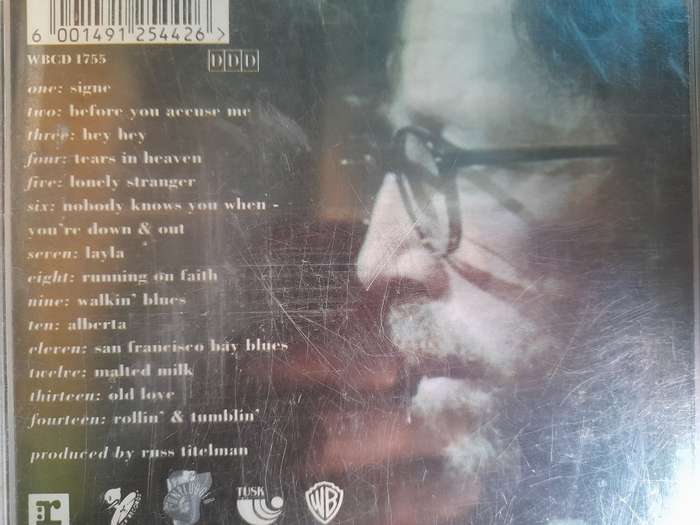 6 001491 254426 >
WBCD 1755 DDD
one: signe
two: before you accuse me
three: hey hey
four: tears in heaven
five: lonely stranger
six: nobody knows you when -
you're down & out
seven: layla
eight: running on faith
nine: walkin' blues
ten: alberta
eleven: san francisco bay blues
twelve: malted milk
thirteen: old love
fourteen: rollin' & tumblin'
produced by russ titelman
r TUSK WB